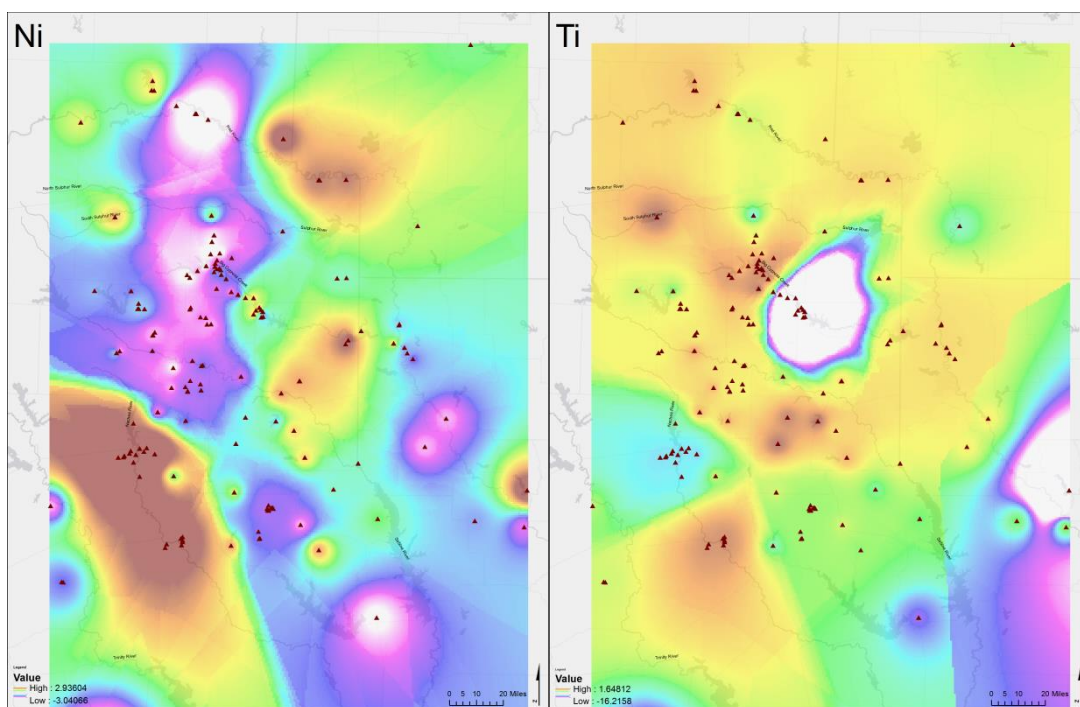 Ni
Red River
North Sulphur River
South Sulphur River
Sulphur River
Trinity River
Legend
Value
High : 2.93604
Low : -3.04066
0 5 10 20 Miles
Ti
Red River
North Sulphur River
South Sulphur River
Sulphur River
Trinity River
Legend
Value
High : 1.64812
Low : -16.2158
0 5 10 20 Miles